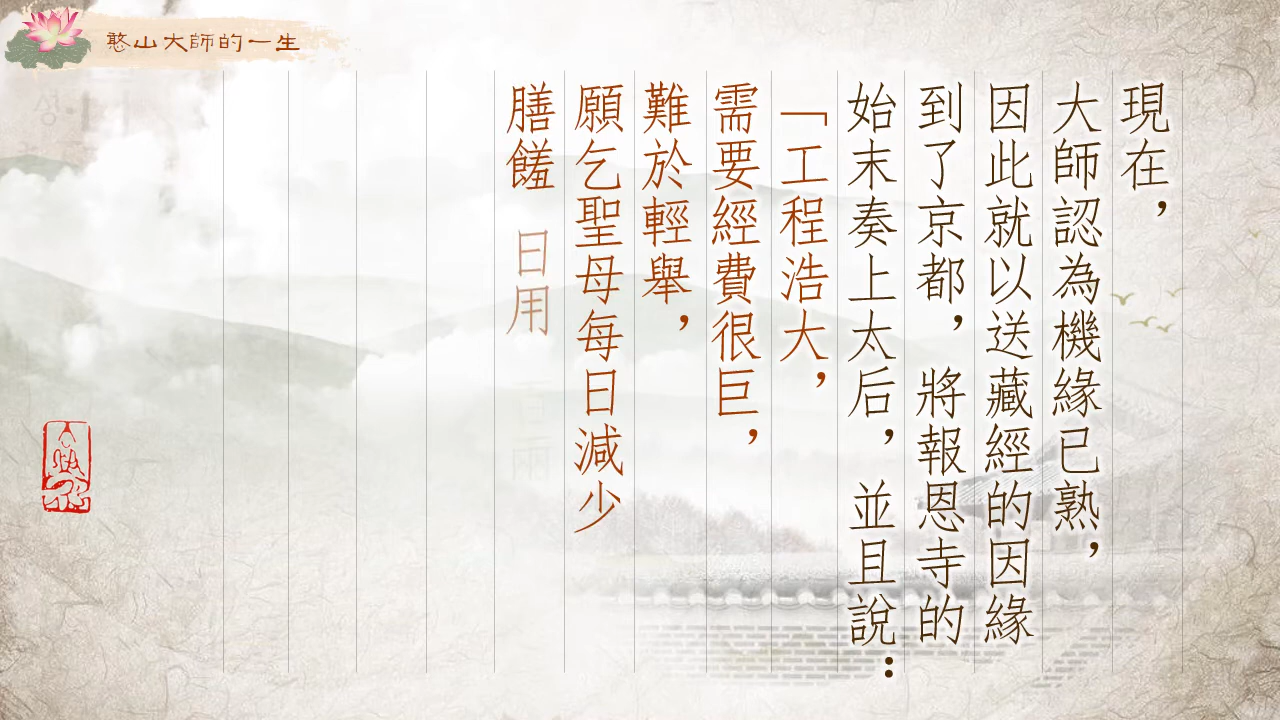 憨山大師的一生
現在，
大師認為機緣已熟，
因此就以送藏經的因緣
到了京都，將報恩寺的
始末奏上太后，並且說：
「工程浩大，
需要經費很巨，
難於輕舉，
願乞聖母每日減少
膳饈 日用